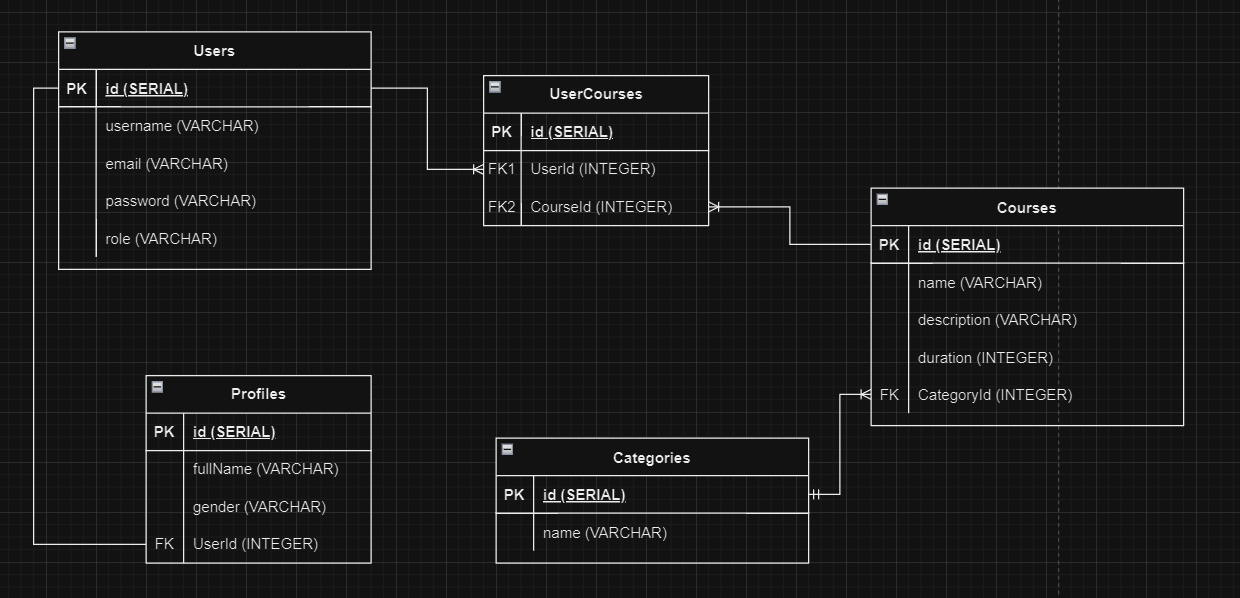 Users
PK id (SERIAL)
username (VARCHAR)
email (VARCHAR)
password (VARCHAR)
role (VARCHAR)
UserCourses
PK id (SERIAL)
FK1 UserId (INTEGER)
FK2 CourseId (INTEGER)
Courses
PK id (SERIAL)
name (VARCHAR)
description (VARCHAR)
duration (INTEGER)
FK CategoryId (INTEGER)
Profiles
PK id (SERIAL)
fullName (VARCHAR)
gender (VARCHAR)
FK UserId (INTEGER)
Categories
PK id (SERIAL)
name (VARCHAR)